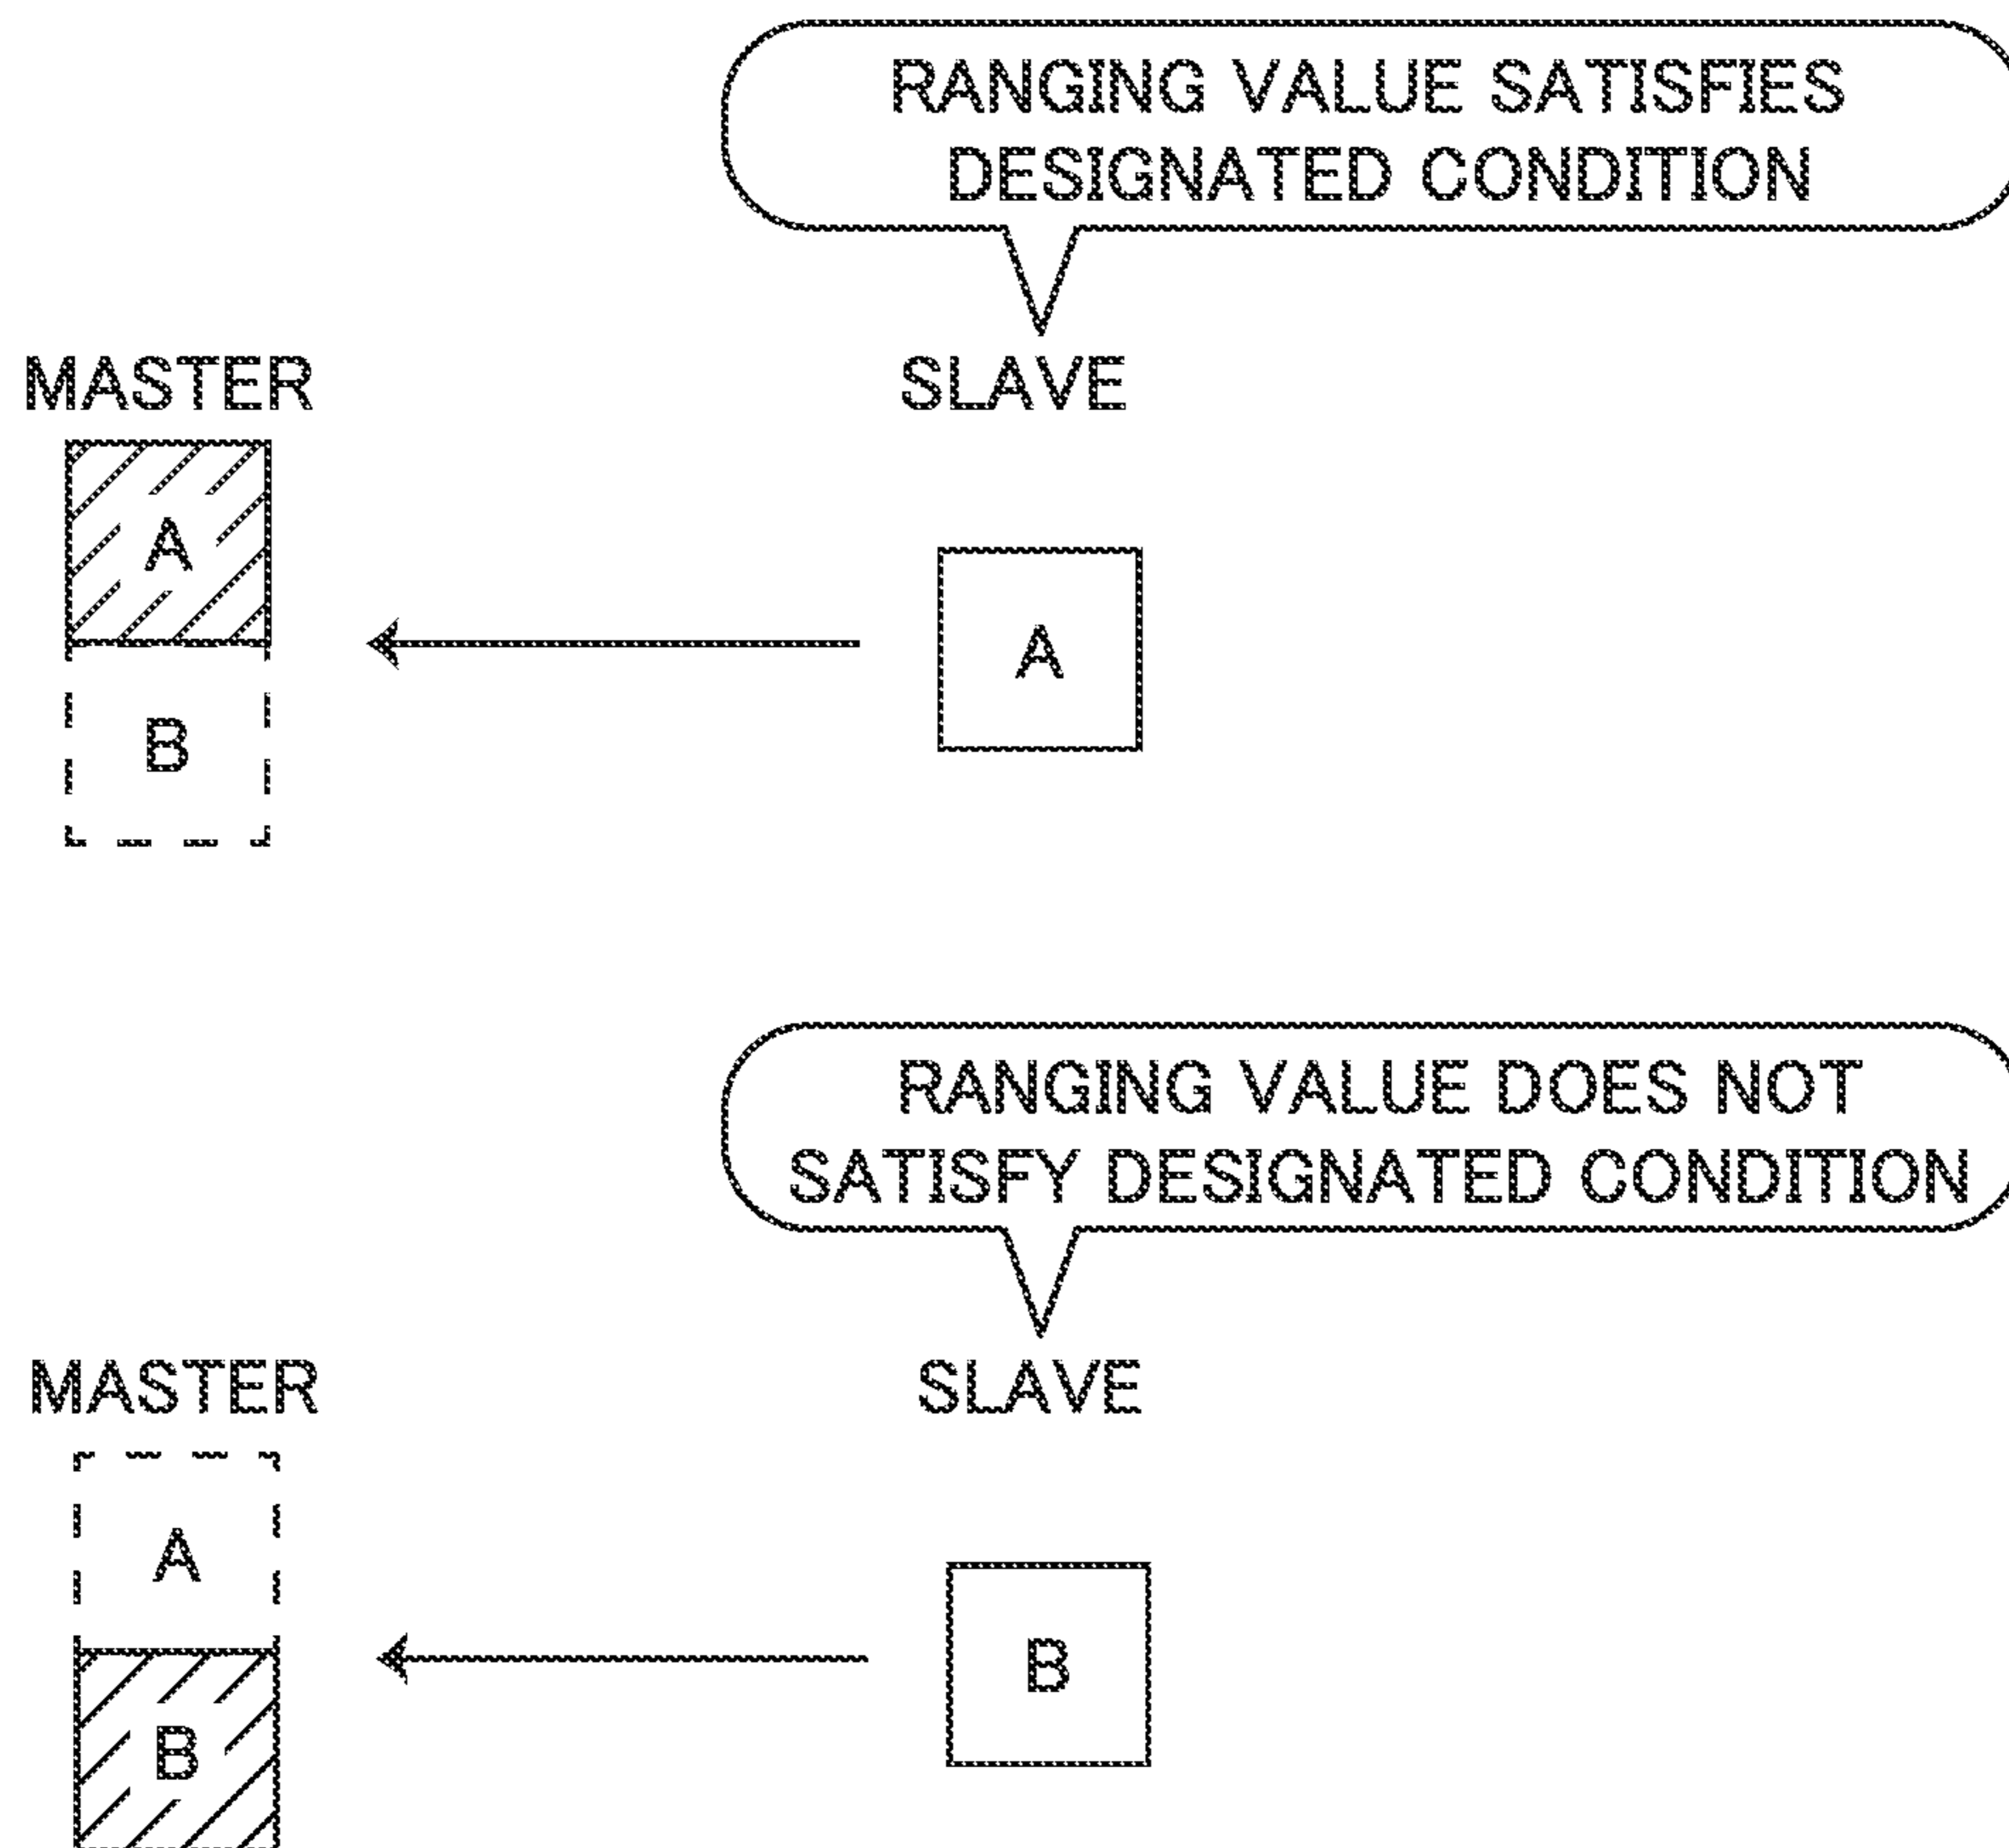 RANGING VALUE SATISFIES
DESIGNATED CONDITION
MASTER
SLAVE
A
A
B
RANGING VALUE DOES NOT
SATISFY DESIGNATED CONDITION
MASTER
SLAVE
A
B
B